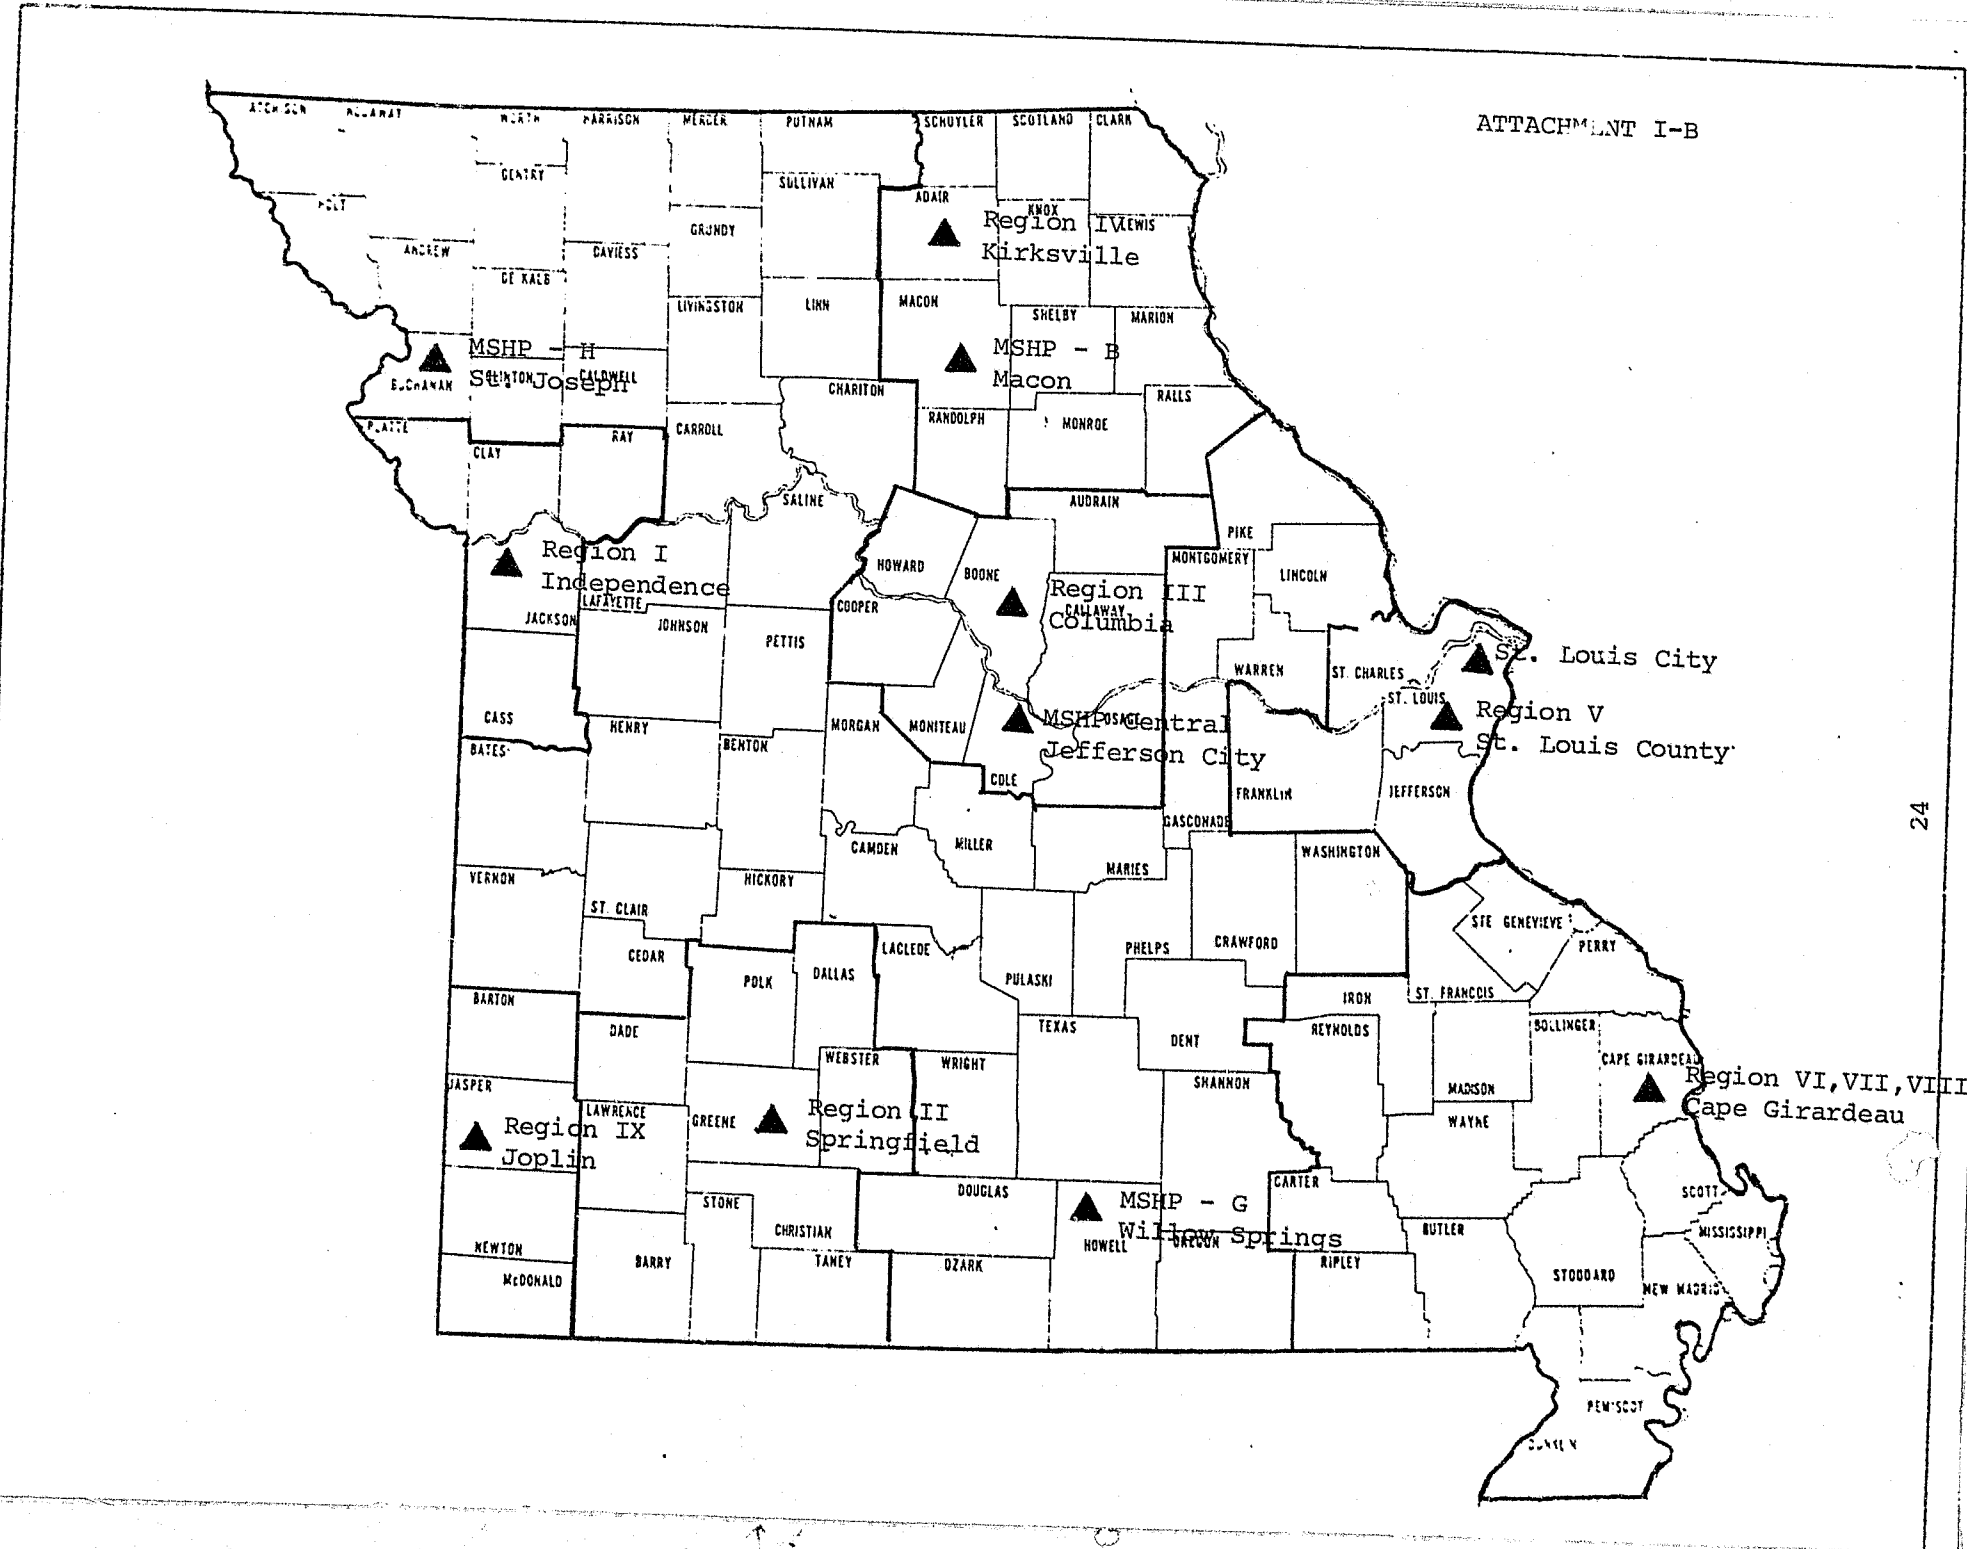 ATTACHMENT I-B
ATCHISON
NODAWAY
WORTH
HARRISON
MERCER
PUTNAM
SCHUYLER
SCOTLAND
CLARK
GENTRY
SULLIVAN
ADAIR
HOLT
KNOX
LEWIS
Region IV
Kirksville
GRUNDY
ANDREW
DAVIESS
DE KALB
LIVINGSTON
LINN
MACON
SHELBY
MARION
MSHP - H
St. Joseph
MSHP - B
Macon
BUCHANAN
CLINTON
CALDWELL
CHARITON
RALLS
PLATTE
RAY
CARROLL
RANDOLPH
MONROE
CLAY
SALINE
AUDRAIN
PIKE
Region I
Independence
HOWARD
BOONE
MONTGOMERY
LINCOLN
Region III
Columbia
LAFAYETTE
COOPER
CALLAWAY
JACKSON
JOHNSON
PETTIS
WARREN
ST. CHARLES
St. Louis City
ST. LOUIS
Region V
St. Louis County
CASS
HENRY
MORGAN
MONITEAU
OSAGE
MSHP Central
Jefferson City
BATES
BENTON
COLE
FRANKLIN
JEFFERSON
24
GASCONADE
CAMDEN
MILLER
WASHINGTON
VERNON
HICKORY
MARIES
ST. CLAIR
STE GENEVIEVE
CEDAR
LACLEDE
PHELPS
CRAWFORD
PERRY
POLK
DALLAS
PULASKI
BARTON
IRON
ST. FRANCOIS
DADE
TEXAS
DENT
REYNOLDS
BOLLINGER
WEBSTER
WRIGHT
CAPE GIRARDEAU
JASPER
SHANNON
MADISON
Region VI,VII,VIII
Cape Girardeau
LAWRENCE
GREENE
Region II
Springfield
WAYNE
Region IX
Joplin
STONE
DOUGLAS
CARTER
SCOTT
MSHP - G
Willow Springs
CHRISTIAN
HOWELL
OREGON
BUTLER
MISSISSIPPI
NEWTON
BARRY
TANEY
OZARK
RIPLEY
STODDARD
NEW MADRID
McDONALD
PEMISCOT
DUNKLIN